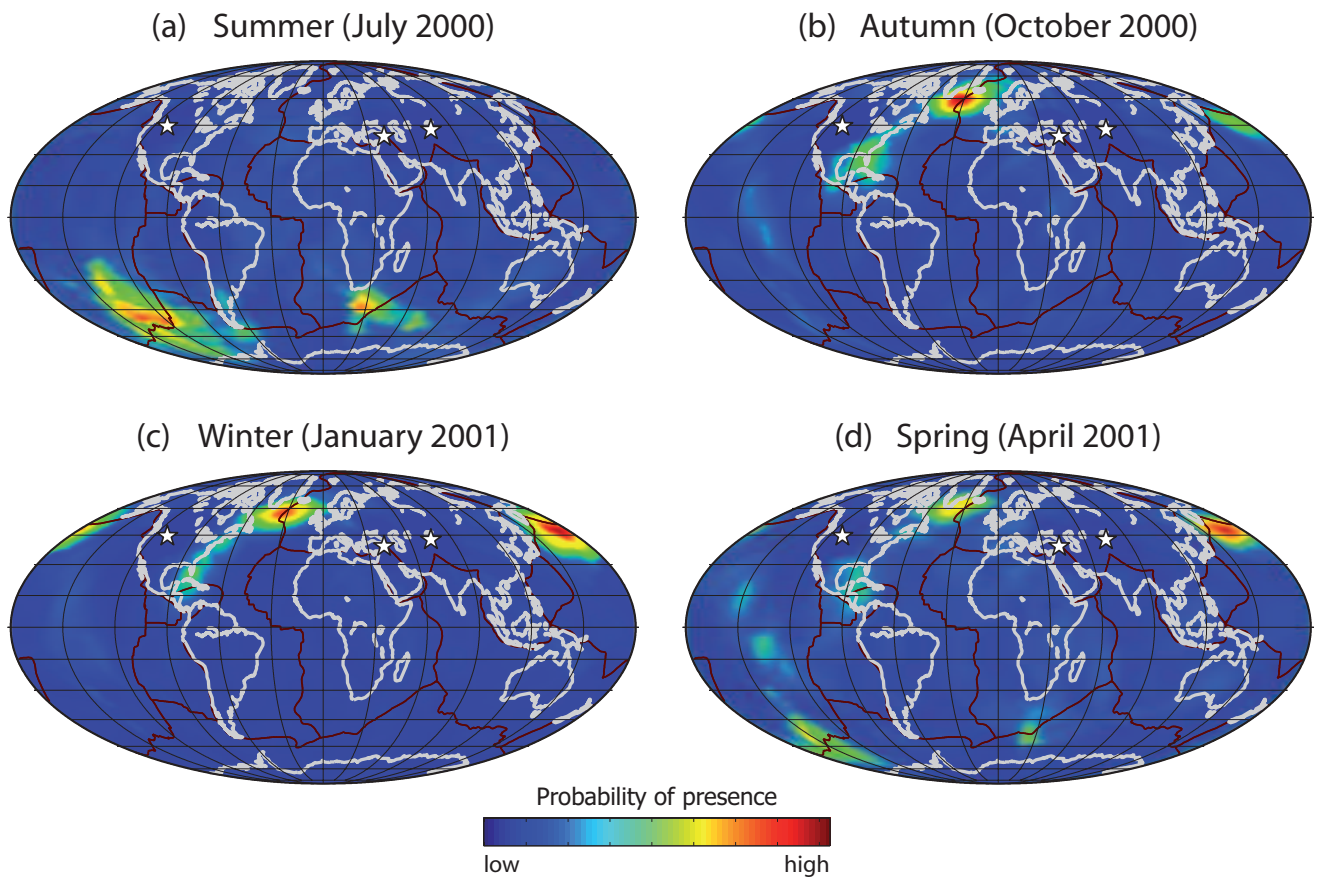 (a) Summer (July 2000)
(b) Autumn (October 2000)
(c) Winter (January 2001)
(d) Spring (April 2001)
Probability of presence
low high